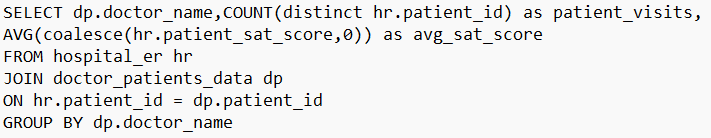 SELECT dp.doctor_name,COUNT(distinct hr.patient_id) as patient_visits,
AVG(coalesce(hr.patient_sat_score,0)) as avg_sat_score
FROM hospital_er hr
JOIN doctor_patients_data dp
ON hr.patient_id = dp.patient_id
GROUP BY dp.doctor_name